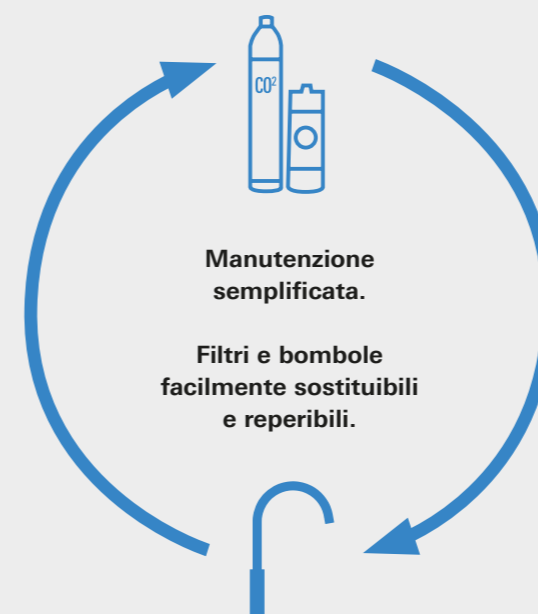 CO²
Manutenzione
semplificata.
Filtri e bombole
facilmente sostituibili
e reperibili.